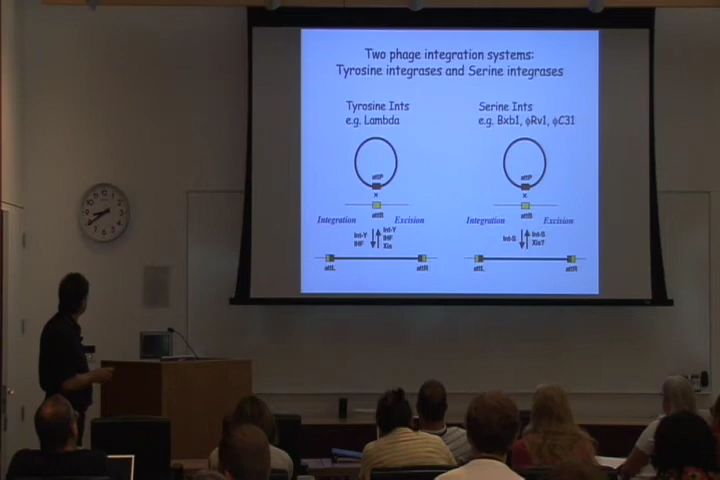 Two phage integration systems:
Tyrosine integrases and Serine integrases
Tyrosine Ints
e.g. Lambda
Serine Ints
e.g. Bxb1, ϕRv1, ϕC31
attP
x
attB
Integration
Excision
Int-Y
IHF
Int-Y
IHF
Xis
attL
attR
attP
x
attB
Integration
Excision
Int-S
Int-S
Xis?
attL
attR